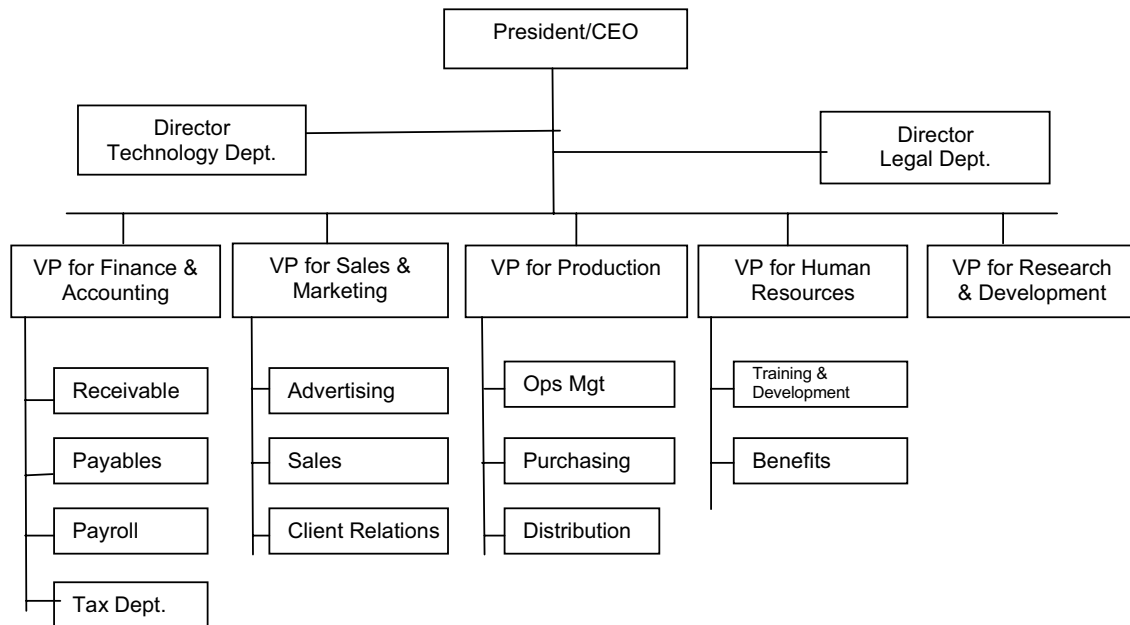 President/CEO
Director
Technology Dept.
Director
Legal Dept.
VP for Finance &
Accounting
VP for Sales &
Marketing
VP for Production
VP for Human
Resources
VP for Research
& Development
Receivable
Payables
Payroll
Tax Dept.
Advertising
Sales
Client Relations
Ops Mgt
Purchasing
Distribution
Training &
Development
Benefits